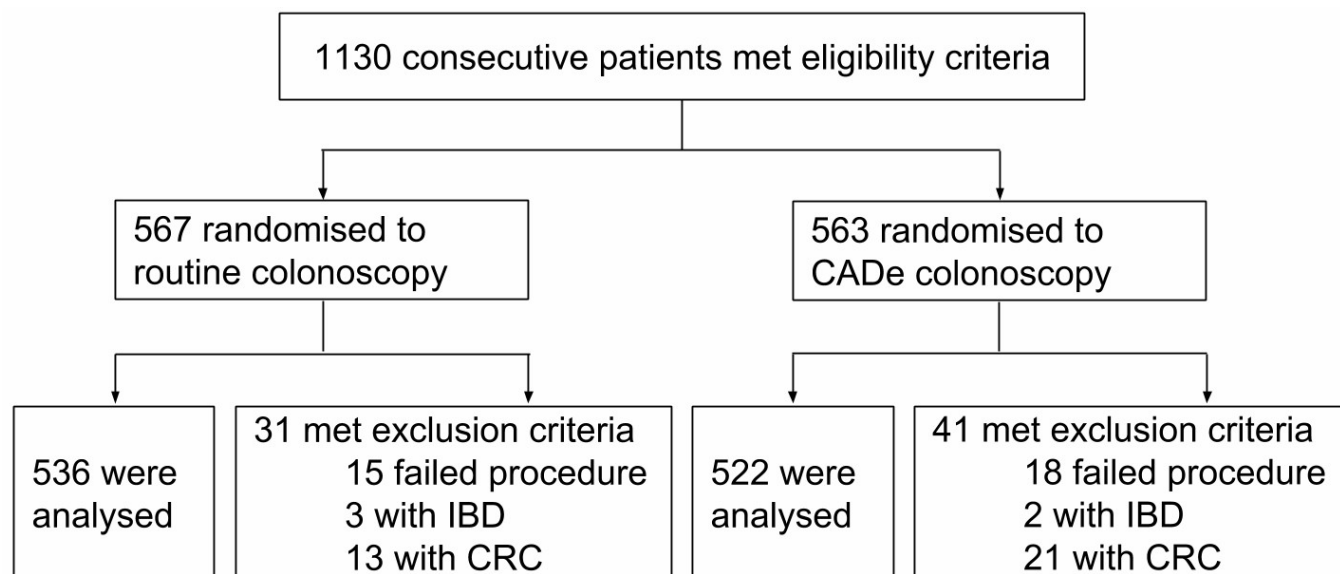 1130 consecutive patients met eligibility criteria
567 randomised to
routine colonoscopy
563 randomised to
CADe colonoscopy
536 were
analysed
31 met exclusion criteria
15 failed procedure
3 with IBD
13 with CRC
522 were
analysed
41 met exclusion criteria
18 failed procedure
2 with IBD
21 with CRC